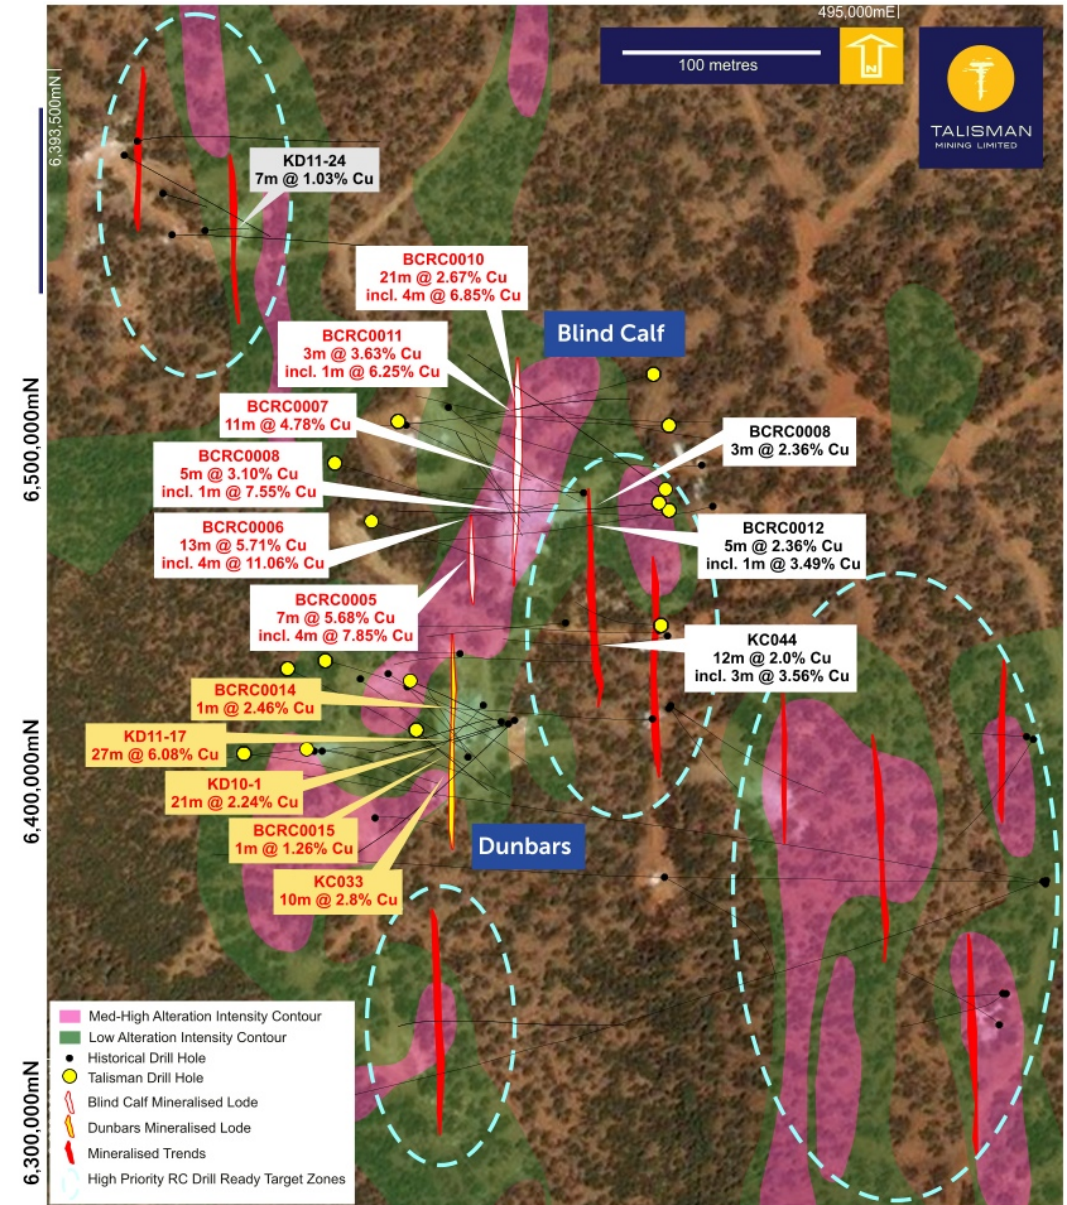 495,000mE
6,393,500mN
100 metres
N
TALISMAN
MINING LIMITED
KD11-24
7m @ 1.03% Cu
BCRC0010
21m @ 2.67% Cu
incl. 4m @ 6.85% Cu
Blind Calf
BCRC0011
3m @ 3.63% Cu
incl. 1m @ 6.25% Cu
BCRC0007
11m @ 4.78% Cu
6,500,000mN
BCRC0008
3m @ 2.36% Cu
BCRC0008
5m @ 3.10% Cu
incl. 1m @ 7.55% Cu
BCRC0006
13m @ 5.71% Cu
incl. 4m @ 11.06% Cu
BCRC0012
5m @ 2.36% Cu
incl. 1m @ 3.49% Cu
BCRC0005
7m @ 5.68% Cu
incl. 4m @ 7.85% Cu
KC044
12m @ 2.0% Cu
incl. 3m @ 3.56% Cu
BCRC0014
1m @ 2.46% Cu
KD11-17
27m @ 6.08% Cu
KD10-1
21m @ 2.24% Cu
6,400,000mN
BCRC0015
1m @ 1.26% Cu
Dunbars
KC033
10m @ 2.8% Cu
6,300,000mN
Med-High Alteration Intensity Contour
Low Alteration Intensity Contour
Historical Drill Hole
Talisman Drill Hole
Blind Calf Mineralised Lode
Dunbars Mineralised Lode
Mineralised Trends
High Priority RC Drill Ready Target Zones